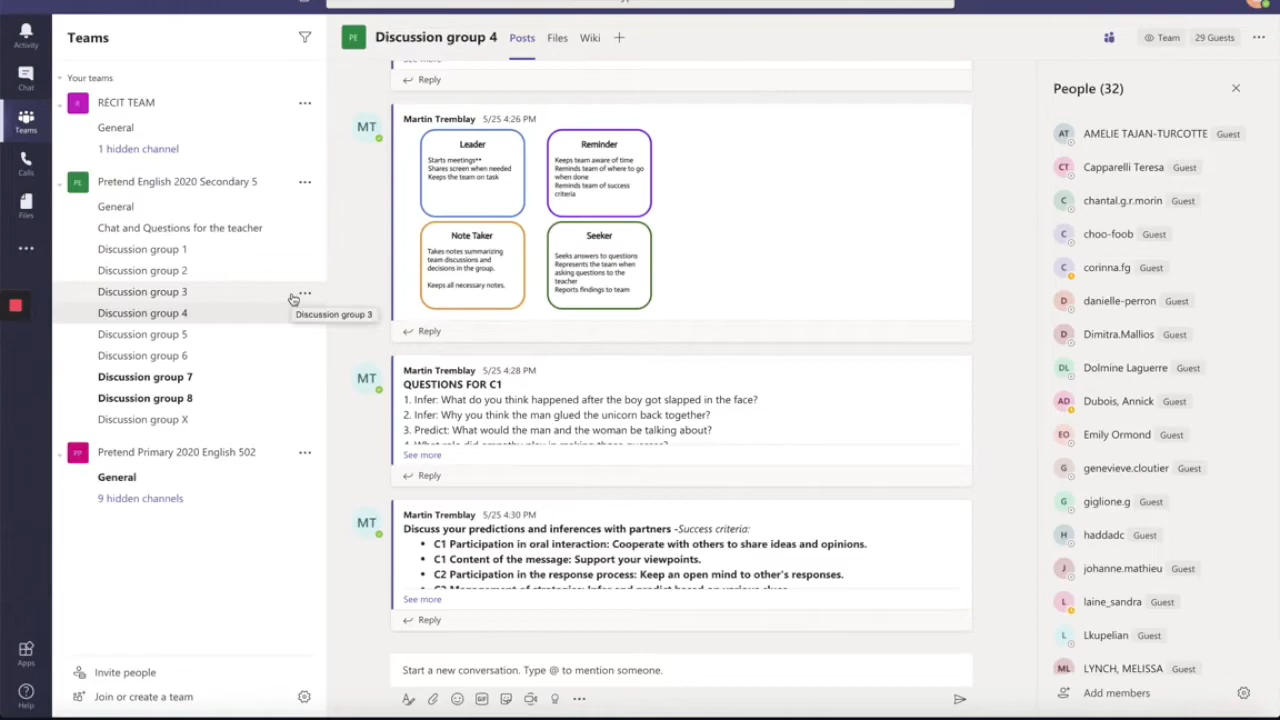 Activity
Chat
Teams
Calls
Files
Apps
Help
Teams
Your teams
R
RÉCIT TEAM
General
1 hidden channel
PE
Pretend English 2020 Secondary 5
General
Chat and Questions for the teacher
Discussion group 1
Discussion group 2
Discussion group 3
Discussion group 3
Discussion group 4
Discussion group 5
Discussion group 6
Discussion group 7
Discussion group 8
Discussion group X
PP
Pretend Primary 2020 English 502
General
9 hidden channels
Invite people
Join or create a team
PE
Discussion group 4
Posts
Files
Wiki
Team
29 Guests
See more
Reply
MT
Martin Tremblay 5/25 4:26 PM
Leader
Starts meetings**
Shares screen when needed
Keeps the team on task
Reminder
Keeps team aware of time
Reminds team of where to go
when done
Reminds team of success
criteria
Note Taker
Takes notes summarizing
team discussions and
decisions in the group.
Keeps all necessary notes.
Seeker
Seeks answers to questions
Represents the team when
asking questions to the
teacher
Reports findings to team
Reply
MT
Martin Tremblay 5/25 4:28 PM
QUESTIONS FOR C1
1. Infer: What do you think happened after the boy got slapped in the face?
2. Infer: Why you think the man glued the unicorn back together?
3. Predict: What would the man and the woman be talking about?
See more
Reply
MT
Martin Tremblay 5/25 4:30 PM
Discuss your predictions and inferences with partners -Success criteria:
• C1 Participation in oral interaction: Cooperate with others to share ideas and opinions.
• C1 Content of the message: Support your viewpoints.
• C2 Participation in the response process: Keep an open mind to other's responses.
See more
Reply
Start a new conversation. Type @ to mention someone.
GIF
People (32)
AT AMELIE TAJAN-TURCOTTE Guest
CT Capparelli Teresa Guest
C chantal.g.r.morin Guest
C choo-foob Guest
C corinna.fg Guest
D danielle-perron Guest
D Dimitra.Mallios Guest
DL Dolmine Laguerre Guest
AD Dubois, Annick Guest
EO Emily Ormond Guest
G genevieve.cloutier Guest
G giglione.g Guest
H haddadc Guest
J johanne.mathieu Guest
L laine_sandra Guest
L Lkupelian Guest
ML LYNCH, MELISSA Guest
Add members